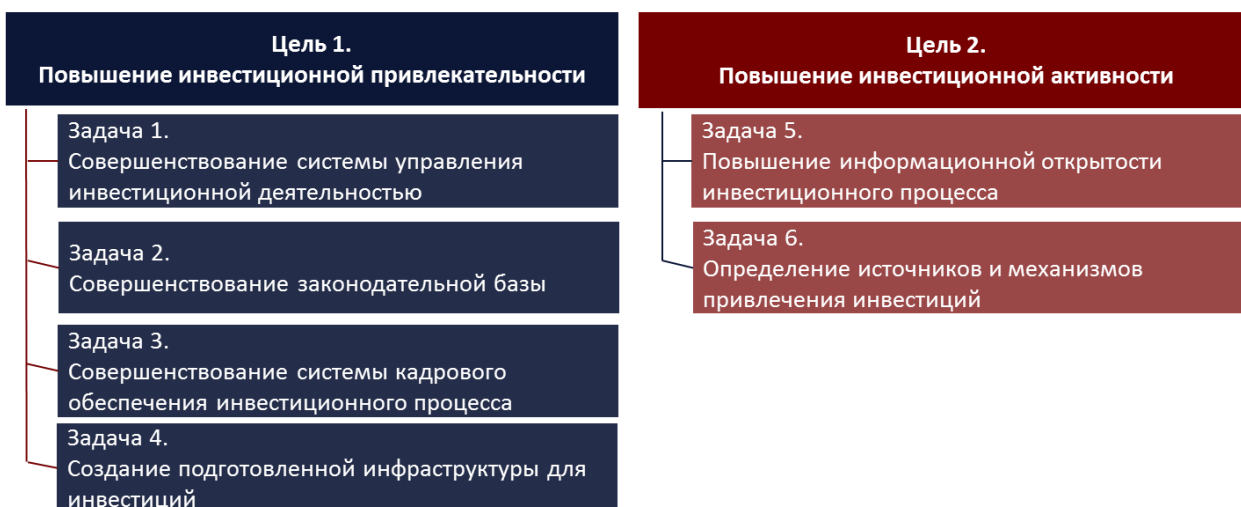 Цель 1.
Повышение инвестиционной привлекательности
Задача 1.
Совершенствование системы управления
инвестиционной деятельностью
Задача 2.
Совершенствование законодательной базы
Задача 3.
Совершенствование системы кадрового
обеспечения инвестиционного процесса
Задача 4.
Создание подготовленной инфраструктуры для
инвестиций
Цель 2.
Повышение инвестиционной активности
Задача 5.
Повышение информационной открытости
инвестиционного процесса
Задача 6.
Определение источников и механизмов
привлечения инвестиций